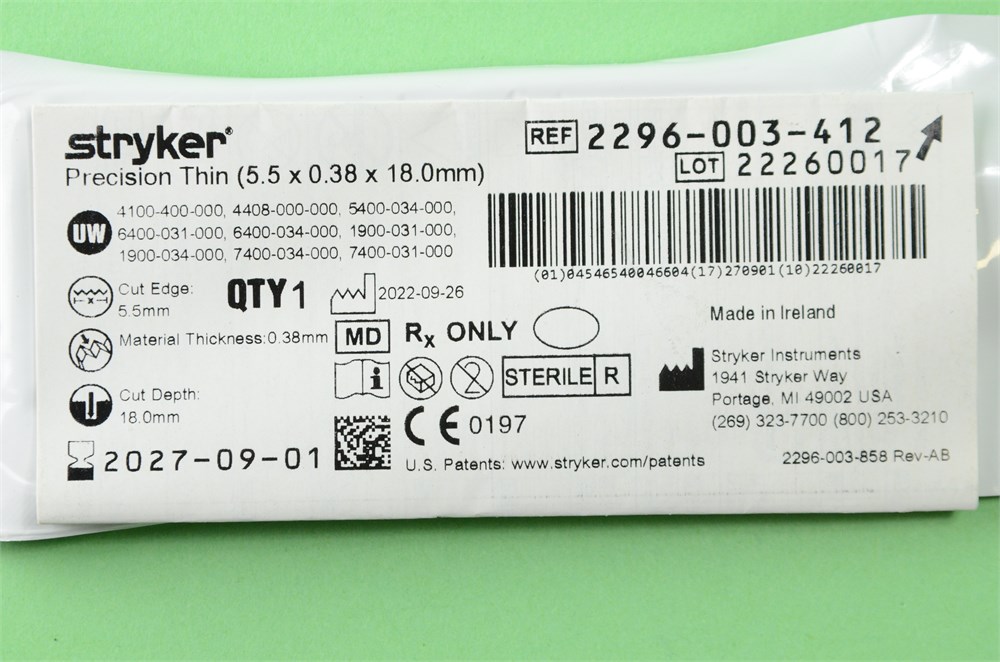 stryker®
Precision Thin (5.5 x 0.38 x 18.0mm)
REF 2296-003-412
LOT 22260017
UW
4100-400-000, 4408-000-000, 5400-034-000,
6400-031-000, 6400-034-000, 1900-031-000,
1900-034-000, 7400-034-000, 7400-031-000
(01)04546540046604(17)270901(10)22260017
Cut Edge:
5.5mm
QTY 1
2022-09-26
Made in Ireland
Material Thickness:0.38mm
MD
Rx ONLY
STERILE R
Stryker Instruments
1941 Stryker Way
Portage, MI 49002 USA
(269) 323-7700 (800) 253-3210
Cut Depth:
18.0mm
CE 0197
2027-09-01
U.S. Patents: www.stryker.com/patents
2296-003-858 Rev-AB